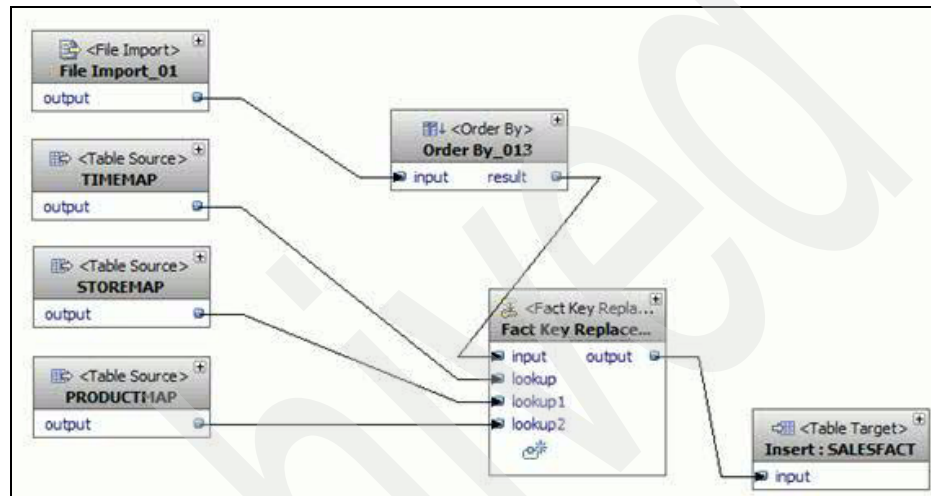 <File Import>
File Import_01
output
<Table Source>
TIMEMAP
output
<Table Source>
STOREMAP
output
<Table Source>
PRODUCTMAP
output
<Order By>
Order By_013
input result
<Fact Key Repla...
Fact Key Replace...
input output
lookup
lookup1
lookup2
<Table Target>
Insert : SALESFACT
input